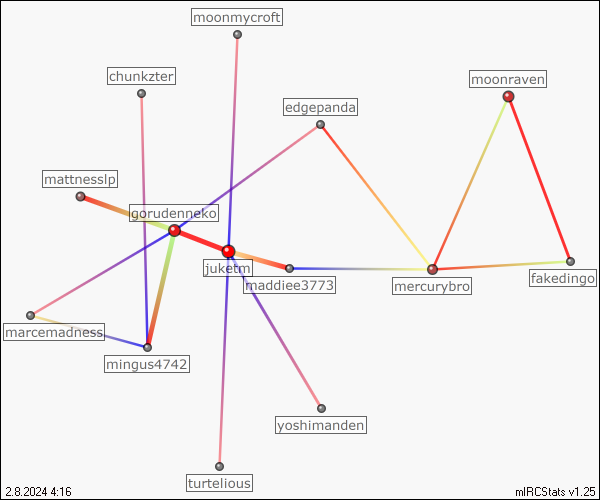 moonmycroft
chunkzter
moonraven
edgepanda
mattnesslp
gorudenneko
juketm
maddiee3773
mercurybro
fakedingo
marcemadness
mingus4742
yoshimanden
turtelious
2.8.2024 4:16
mIRCStats v1.25